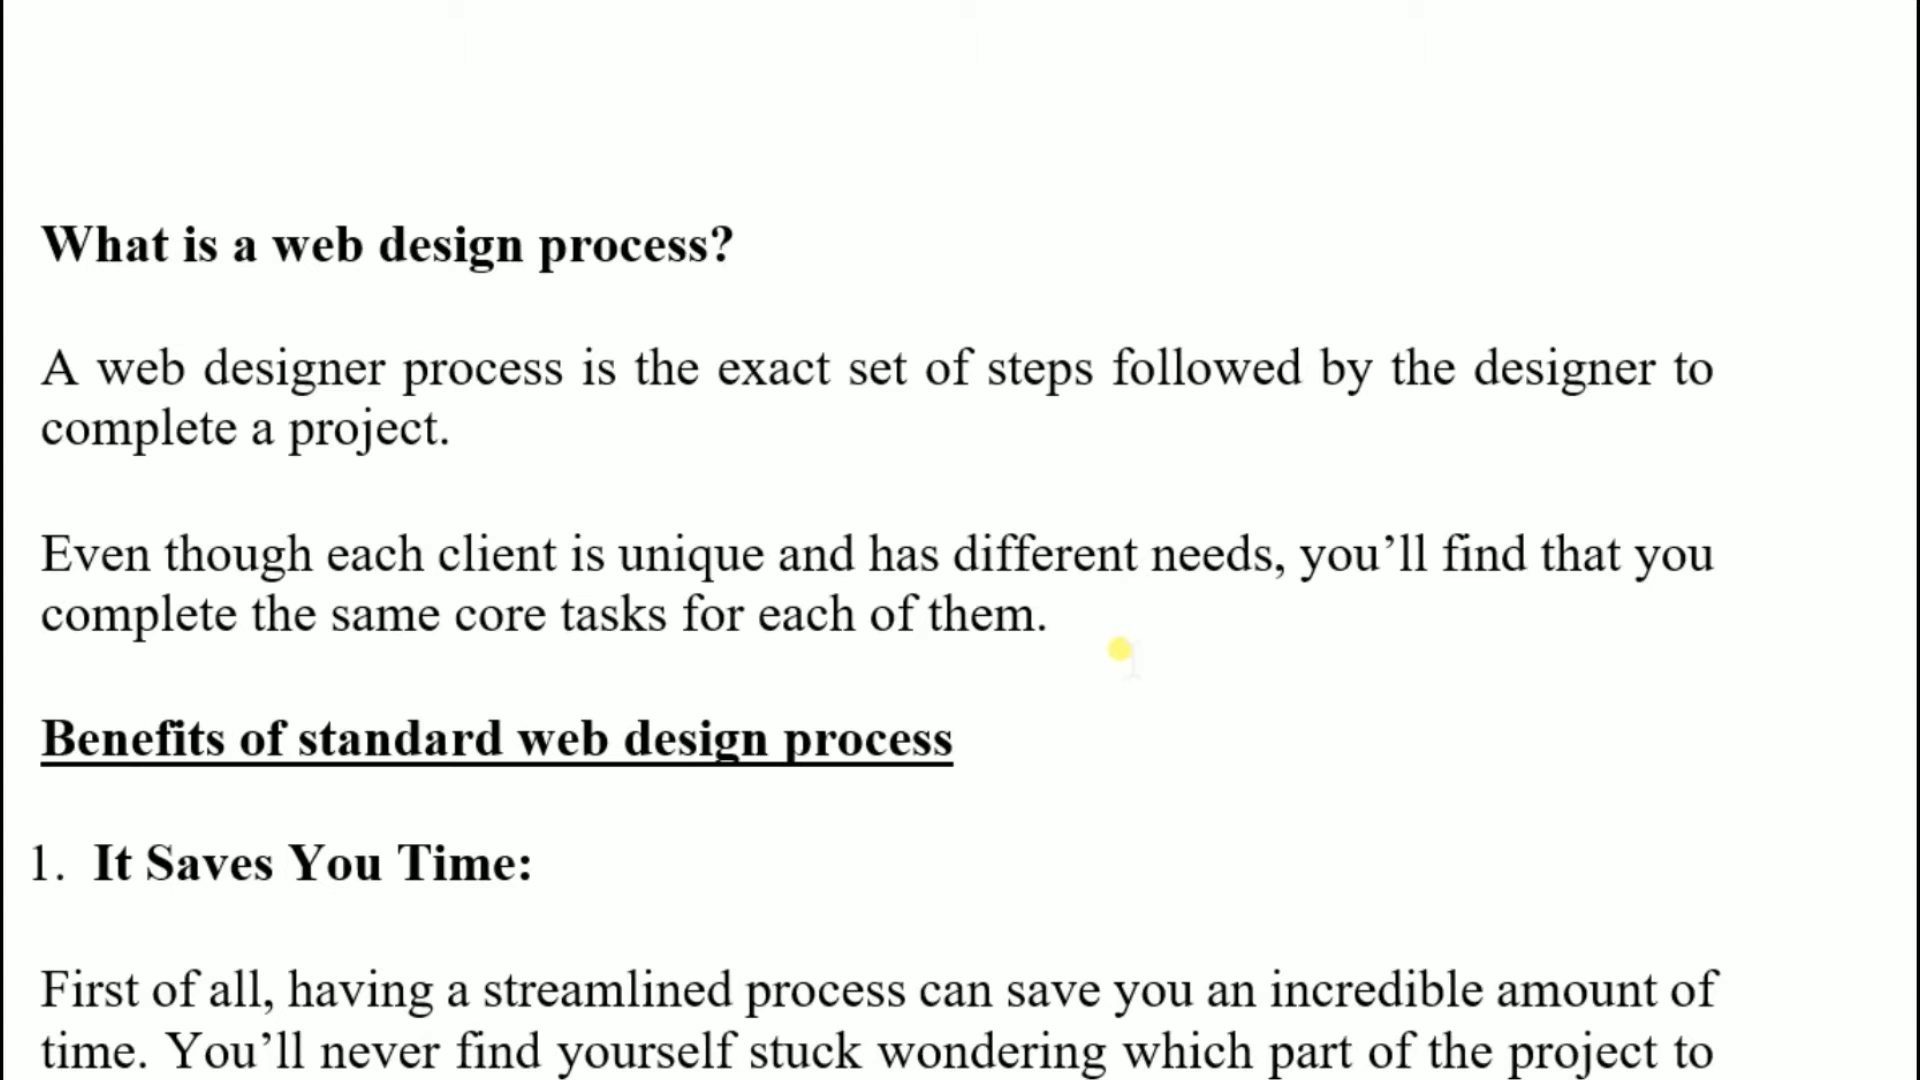 What is a web design process?
A web designer process is the exact set of steps followed by the designer to
complete a project.
Even though each client is unique and has different needs, you’ll find that you
complete the same core tasks for each of them.
Benefits of standard web design process
1. It Saves You Time:
First of all, having a streamlined process can save you an incredible amount of
time. You’ll never find yourself stuck wondering which part of the project to